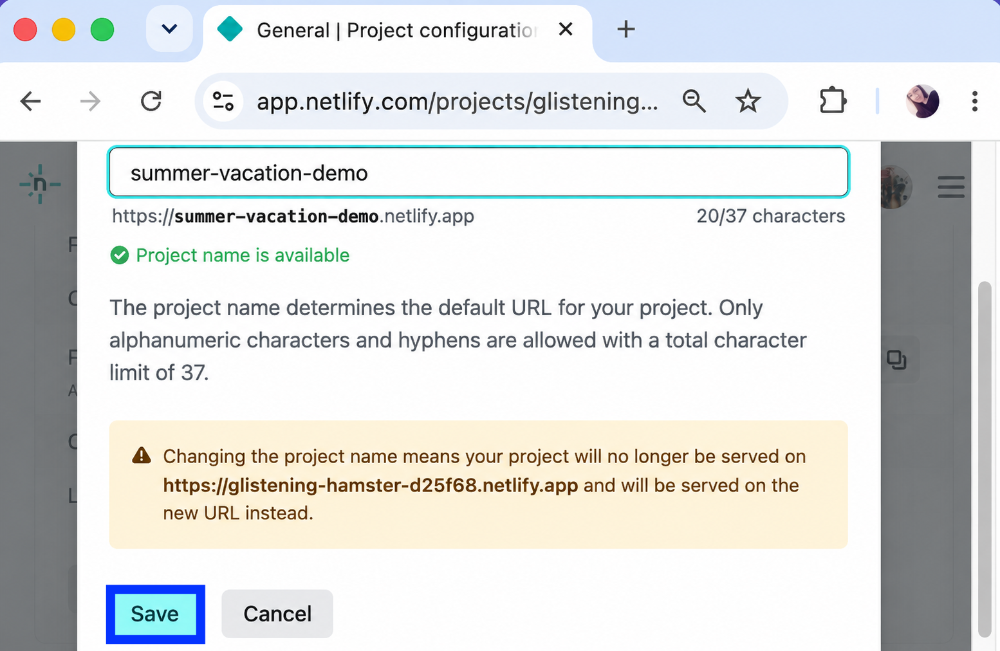 General | Project configuration
app.netlify.com/projects/glistening...
n
summer-vacation-demo
https://summer-vacation-demo.netlify.app
20/37 characters
Project name is available
The project name determines the default URL for your project. Only
alphanumeric characters and hyphens are allowed with a total character
limit of 37.
Changing the project name means your project will no longer be served on
https://glistening-hamster-d25f68.netlify.app and will be served on the
new URL instead.
Save
Cancel